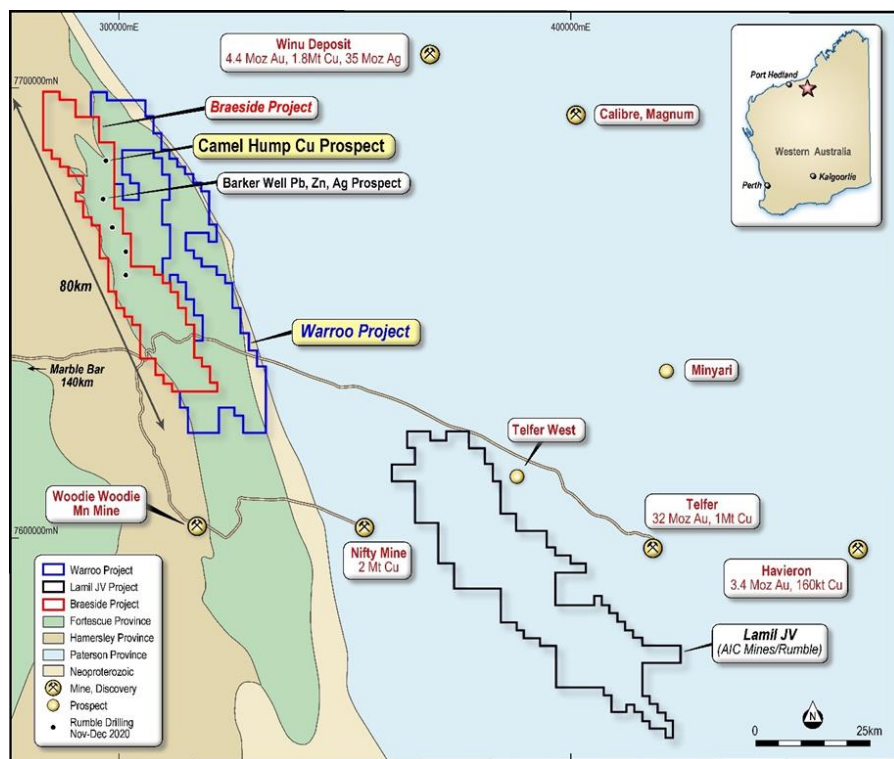 300000mE
400000mE
Winu Deposit
4.4 Moz Au, 1.8Mt Cu, 35 Moz Ag
7700000mN
Braeside Project
Calibre, Magnum
Camel Hump Cu Prospect
Barker Well Pb, Zn, Ag Prospect
Port Hedland
Western Australia
Perth
Kalgoortie
80km
Warroo Project
Marble Bar
140km
Minyari
Telfer West
Woodie Woodie
Mn Mine
Telfer
32 Moz Au, 1Mt Cu
7600000mN
Nifty Mine
2 Mt Cu
Havieron
3.4 Moz Au, 160kt Cu
Lamil JV
(AIC Mines/Rumble)
Warroo Project
Lamil JV Project
Braeside Project
Fortescue Province
Hamersley Province
Paterson Province
Neoproterozoic
Mine, Discovery
Prospect
Rumble Drilling
Nov-Dec 2020
N
0 25km